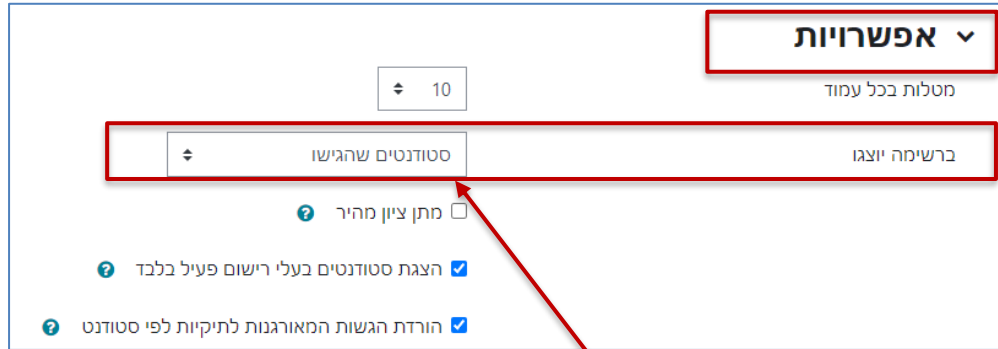 אפשרויות
מטלות בכל עמוד 10
ברשימה יוצגו סטודנטים שהגישו
מתן ציון מהיר ?
הצגת סטודנטים בעלי רישום פעיל בלבד ?
הורדת הגשות המאורגנות לתיקיות לפי סטודנט ?